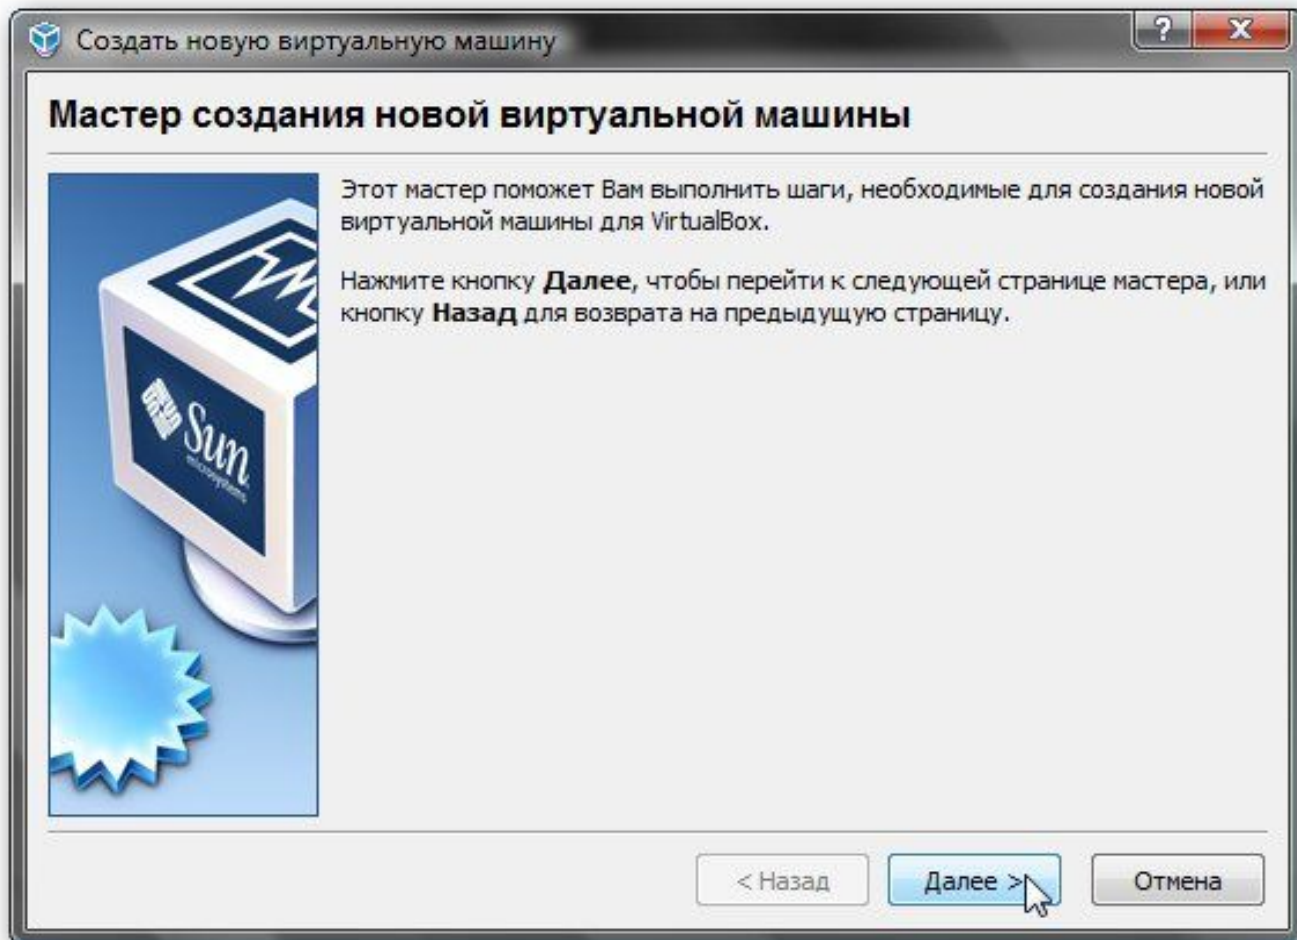 Создать новую виртуальную машину
Мастер создания новой виртуальной машины
Этот мастер поможет Вам выполнить шаги, необходимые для создания новой
виртуальной машины для VirtualBox.
Нажмите кнопку Далее, чтобы перейти к следующей странице мастера, или
кнопку Назад для возврата на предыдущую страницу.
Sun
microsystems
< Назад
Далее >
Отмена